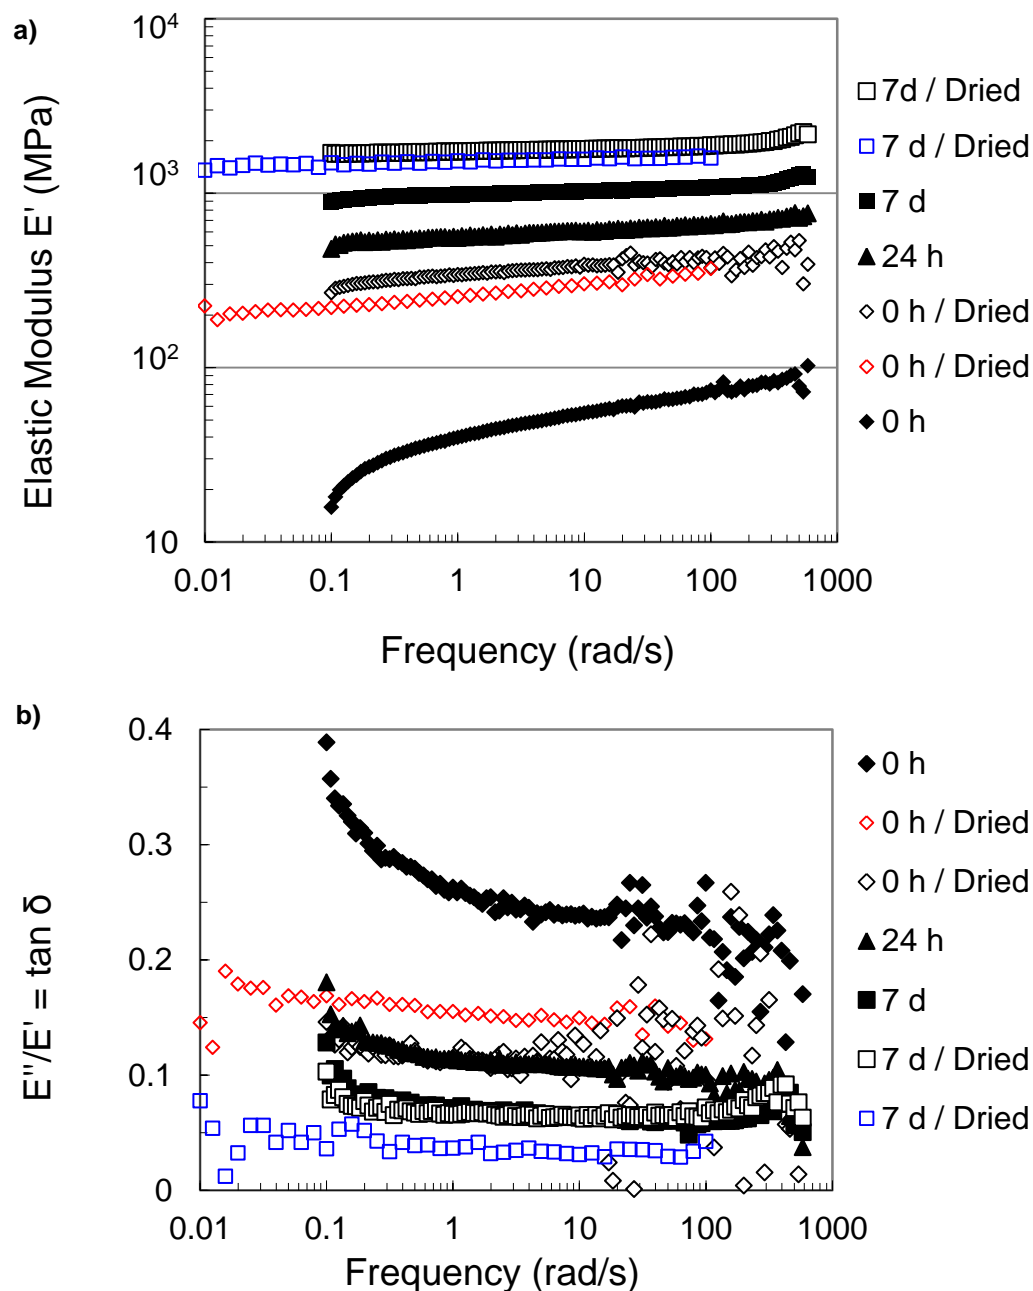 a)
Elastic Modulus E' (MPa)
10⁴
10³
10²
10
0.01 0.1 1 10 100 1000
Frequency (rad/s)
7d / Dried
7 d / Dried
7 d
24 h
0 h / Dried
0 h / Dried
0 h
b)
E''/E' = tan δ
0.4
0.3
0.2
0.1
0
0.01 0.1 1 10 100 1000
Frequency (rad/s)
0 h
0 h / Dried
0 h / Dried
24 h
7 d
7 d / Dried
7 d / Dried